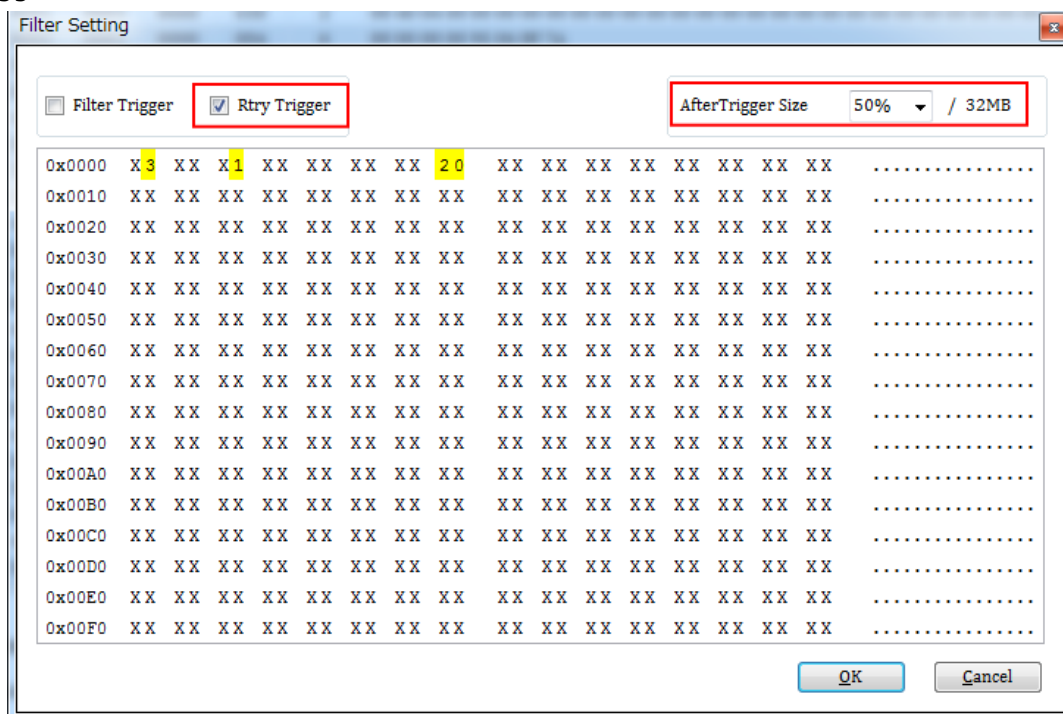 Filter Setting
Filter Trigger Rtry Trigger AfterTrigger Size 50% / 32MB
0x0000 X3 XX X1 XX XX XX XX 20 XX XX XX XX XX XX XX XX ................
0x0010 XX XX XX XX XX XX XX XX XX XX XX XX XX XX XX XX ................
0x0020 XX XX XX XX XX XX XX XX XX XX XX XX XX XX XX XX ................
0x0030 XX XX XX XX XX XX XX XX XX XX XX XX XX XX XX XX ................
0x0040 XX XX XX XX XX XX XX XX XX XX XX XX XX XX XX XX ................
0x0050 XX XX XX XX XX XX XX XX XX XX XX XX XX XX XX XX ................
0x0060 XX XX XX XX XX XX XX XX XX XX XX XX XX XX XX XX ................
0x0070 XX XX XX XX XX XX XX XX XX XX XX XX XX XX XX XX ................
0x0080 XX XX XX XX XX XX XX XX XX XX XX XX XX XX XX XX ................
0x0090 XX XX XX XX XX XX XX XX XX XX XX XX XX XX XX XX ................
0x00A0 XX XX XX XX XX XX XX XX XX XX XX XX XX XX XX XX ................
0x00B0 XX XX XX XX XX XX XX XX XX XX XX XX XX XX XX XX ................
0x00C0 XX XX XX XX XX XX XX XX XX XX XX XX XX XX XX XX ................
0x00D0 XX XX XX XX XX XX XX XX XX XX XX XX XX XX XX XX ................
0x00E0 XX XX XX XX XX XX XX XX XX XX XX XX XX XX XX XX ................
0x00F0 XX XX XX XX XX XX XX XX XX XX XX XX XX XX XX XX ................
OK Cancel